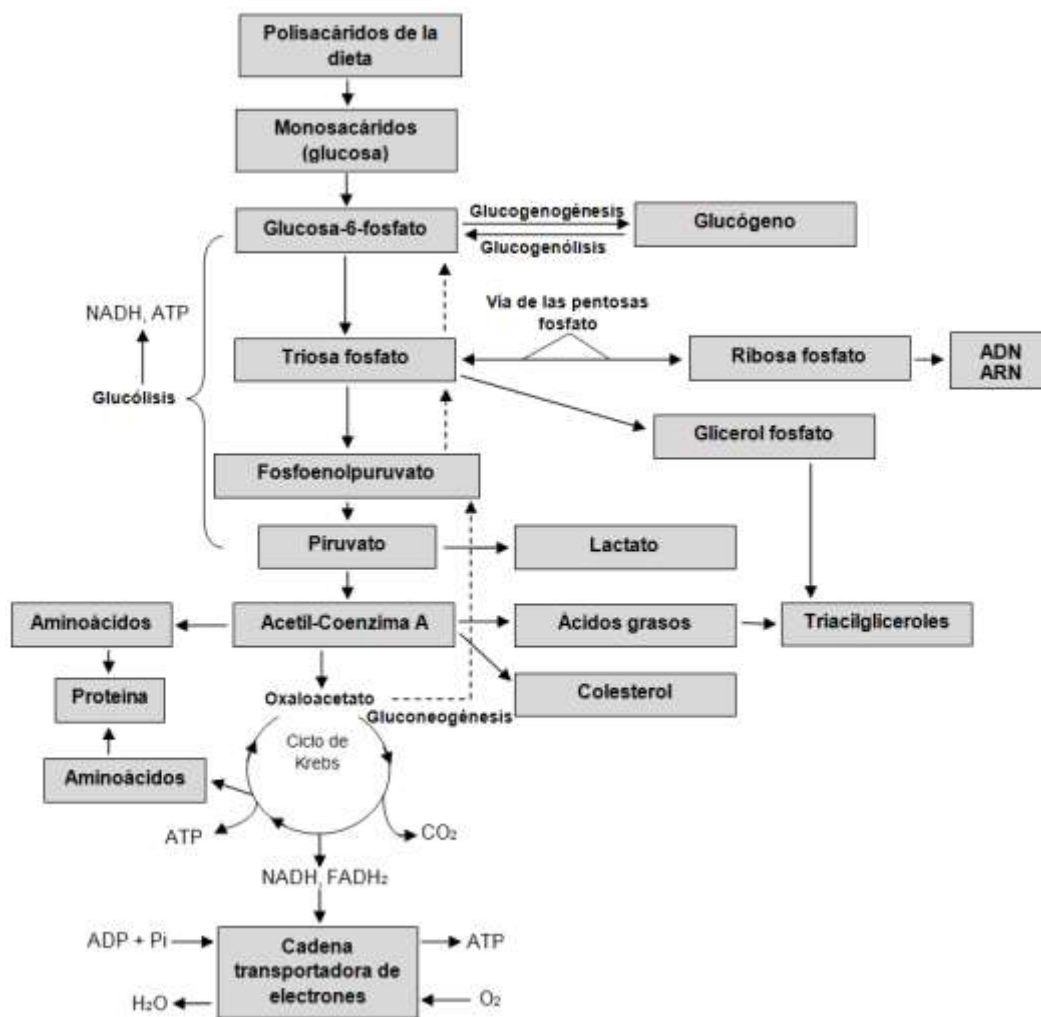 Polisacáridos de la
dieta
Monosacáridos
(glucosa)
Glucosa-6-fosfato
Glucogenogénesis
Glucogenólisis
Glucógeno
NADH, ATP
Glucólisis
Vía de las pentosas
fosfato
Triosa fosfato
Ribosa fosfato
ADN
ARN
Glicerol fosfato
Fosfoenolpuruvato
Piruvato
Lactato
Aminoácidos
Acetil-Coenzima A
Ácidos grasos
Triacilgliceroles
Proteína
Colesterol
Oxaloacetato
Gluconeogénesis
Ciclo de
Krebs
Aminoácidos
ATP
CO₂
NADH, FADH₂
ADP + Pi
Cadena
transportadora de
electrones
ATP
H₂O
O₂